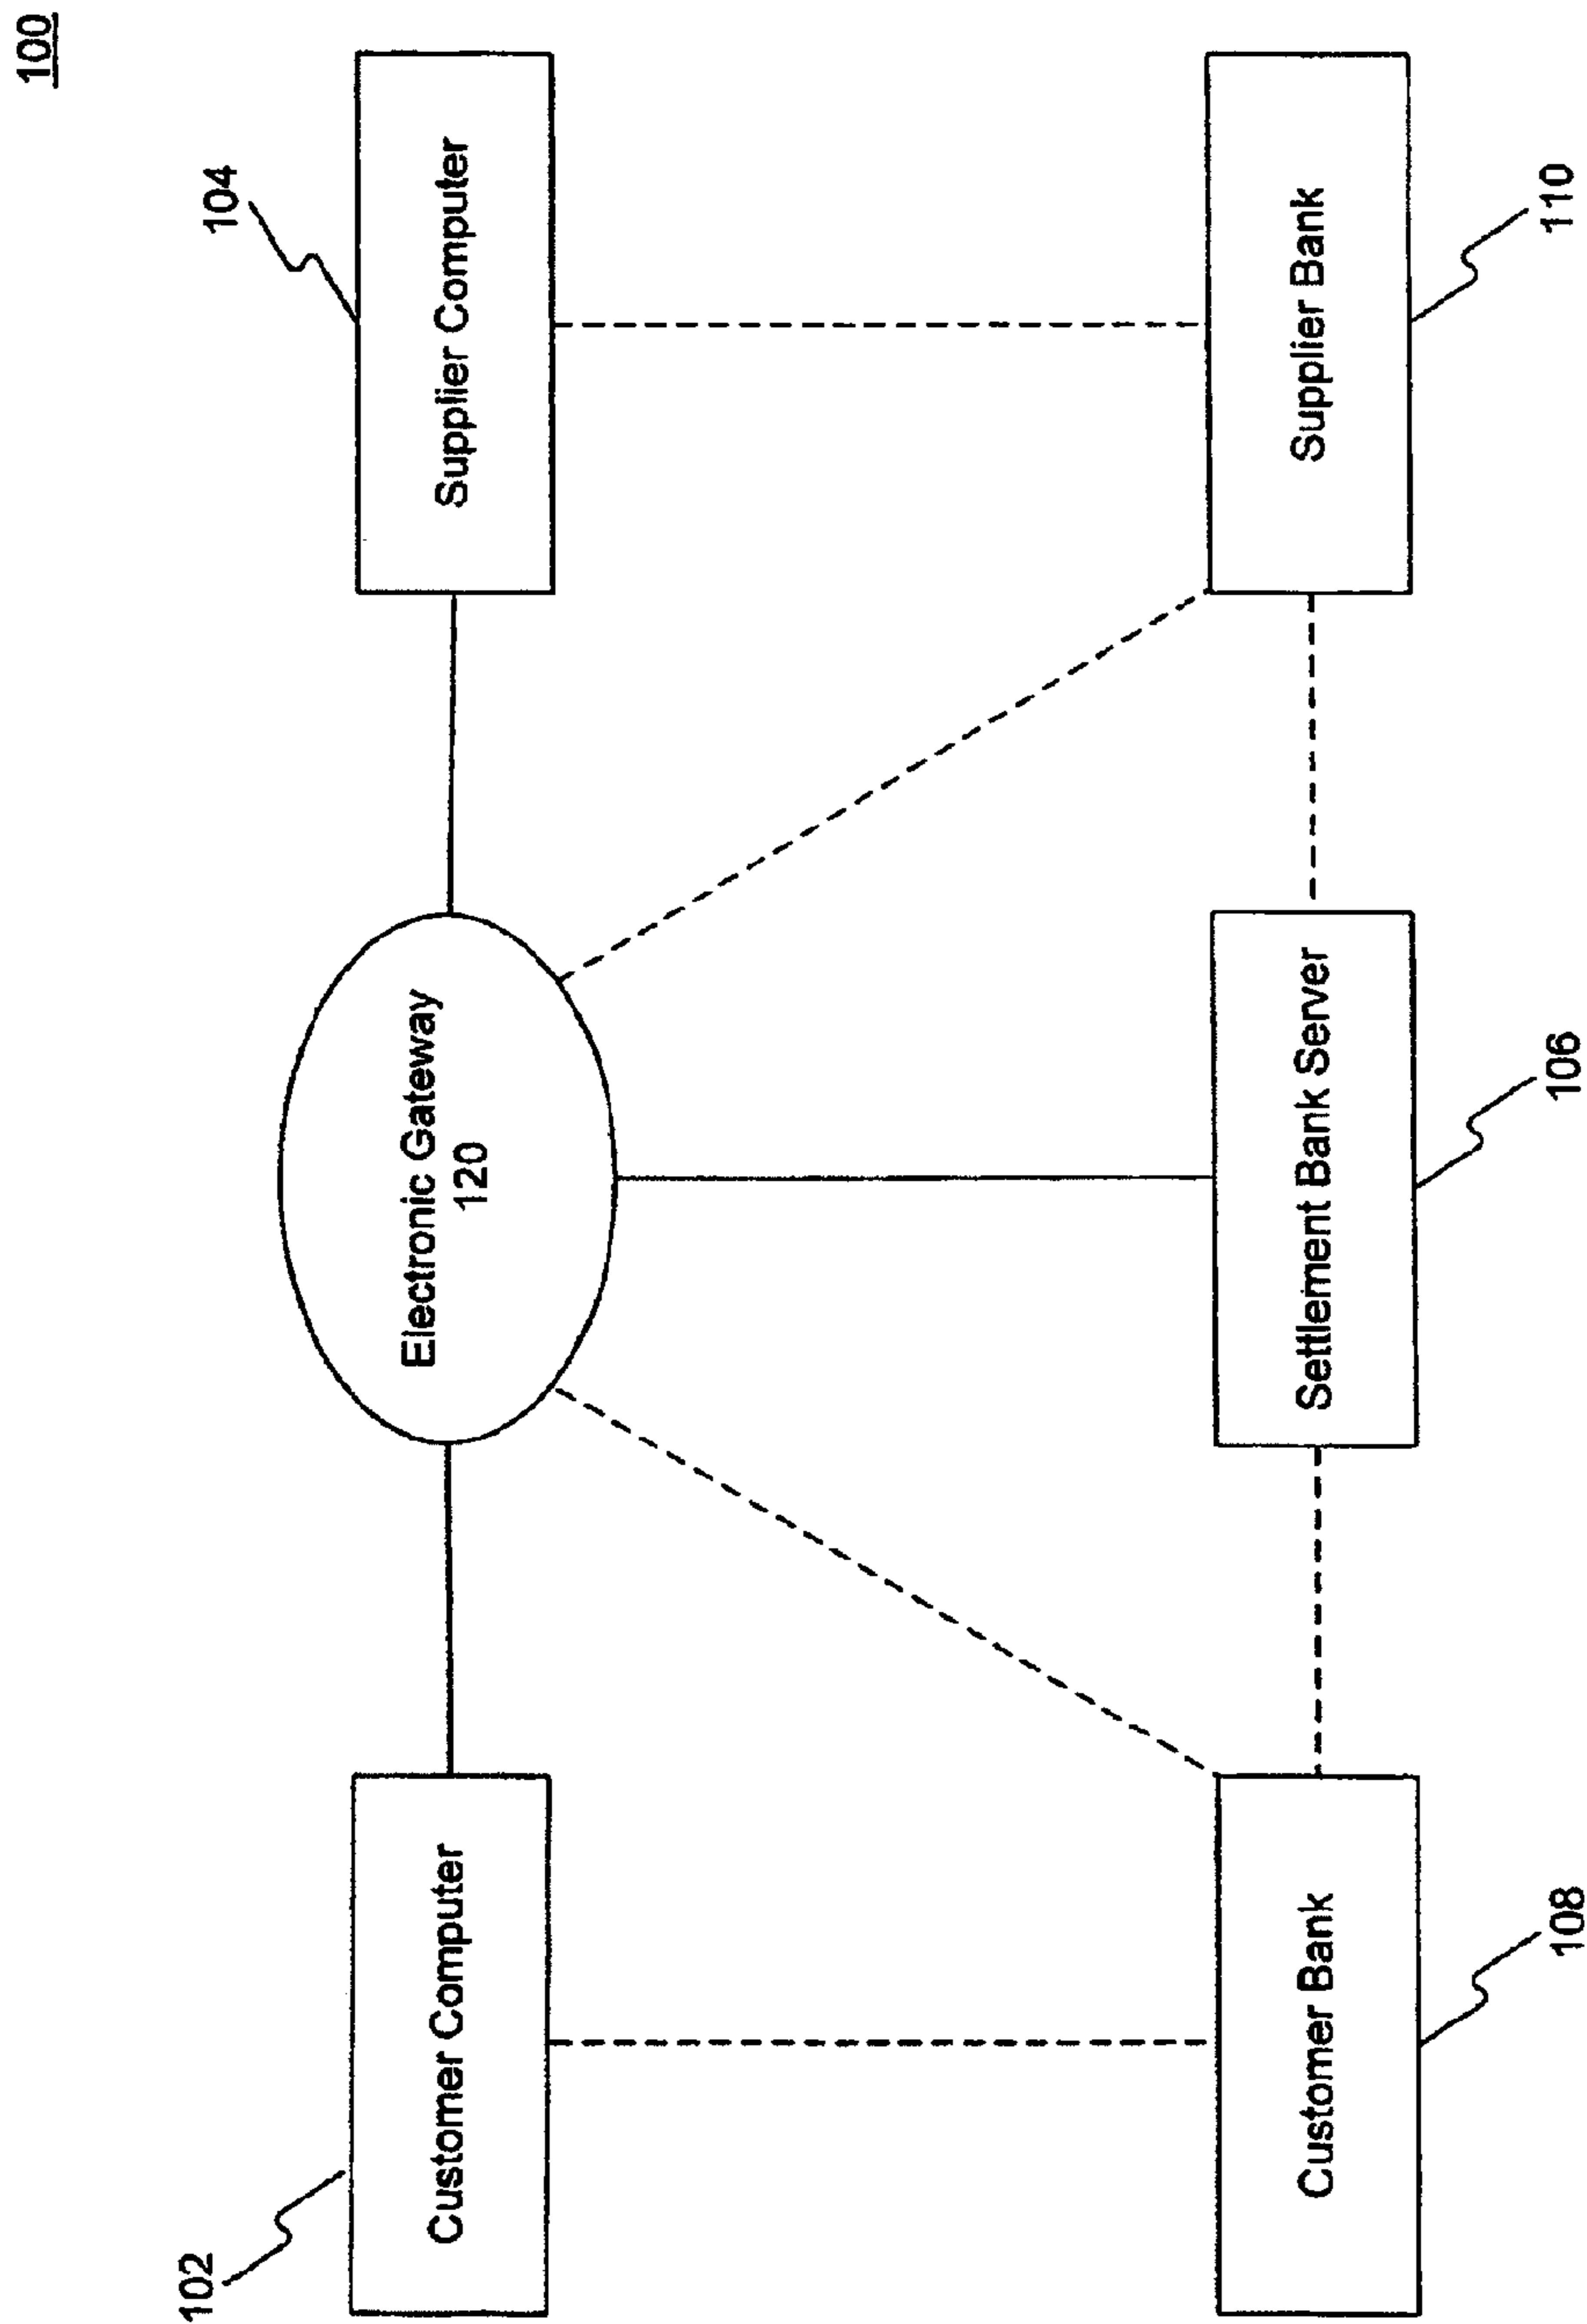 100
102
Customer Computer
Electronic Gateway
120
104
Supplier Computer
Customer Bank
108
Settlement Bank Server
106
Supplier Bank
110